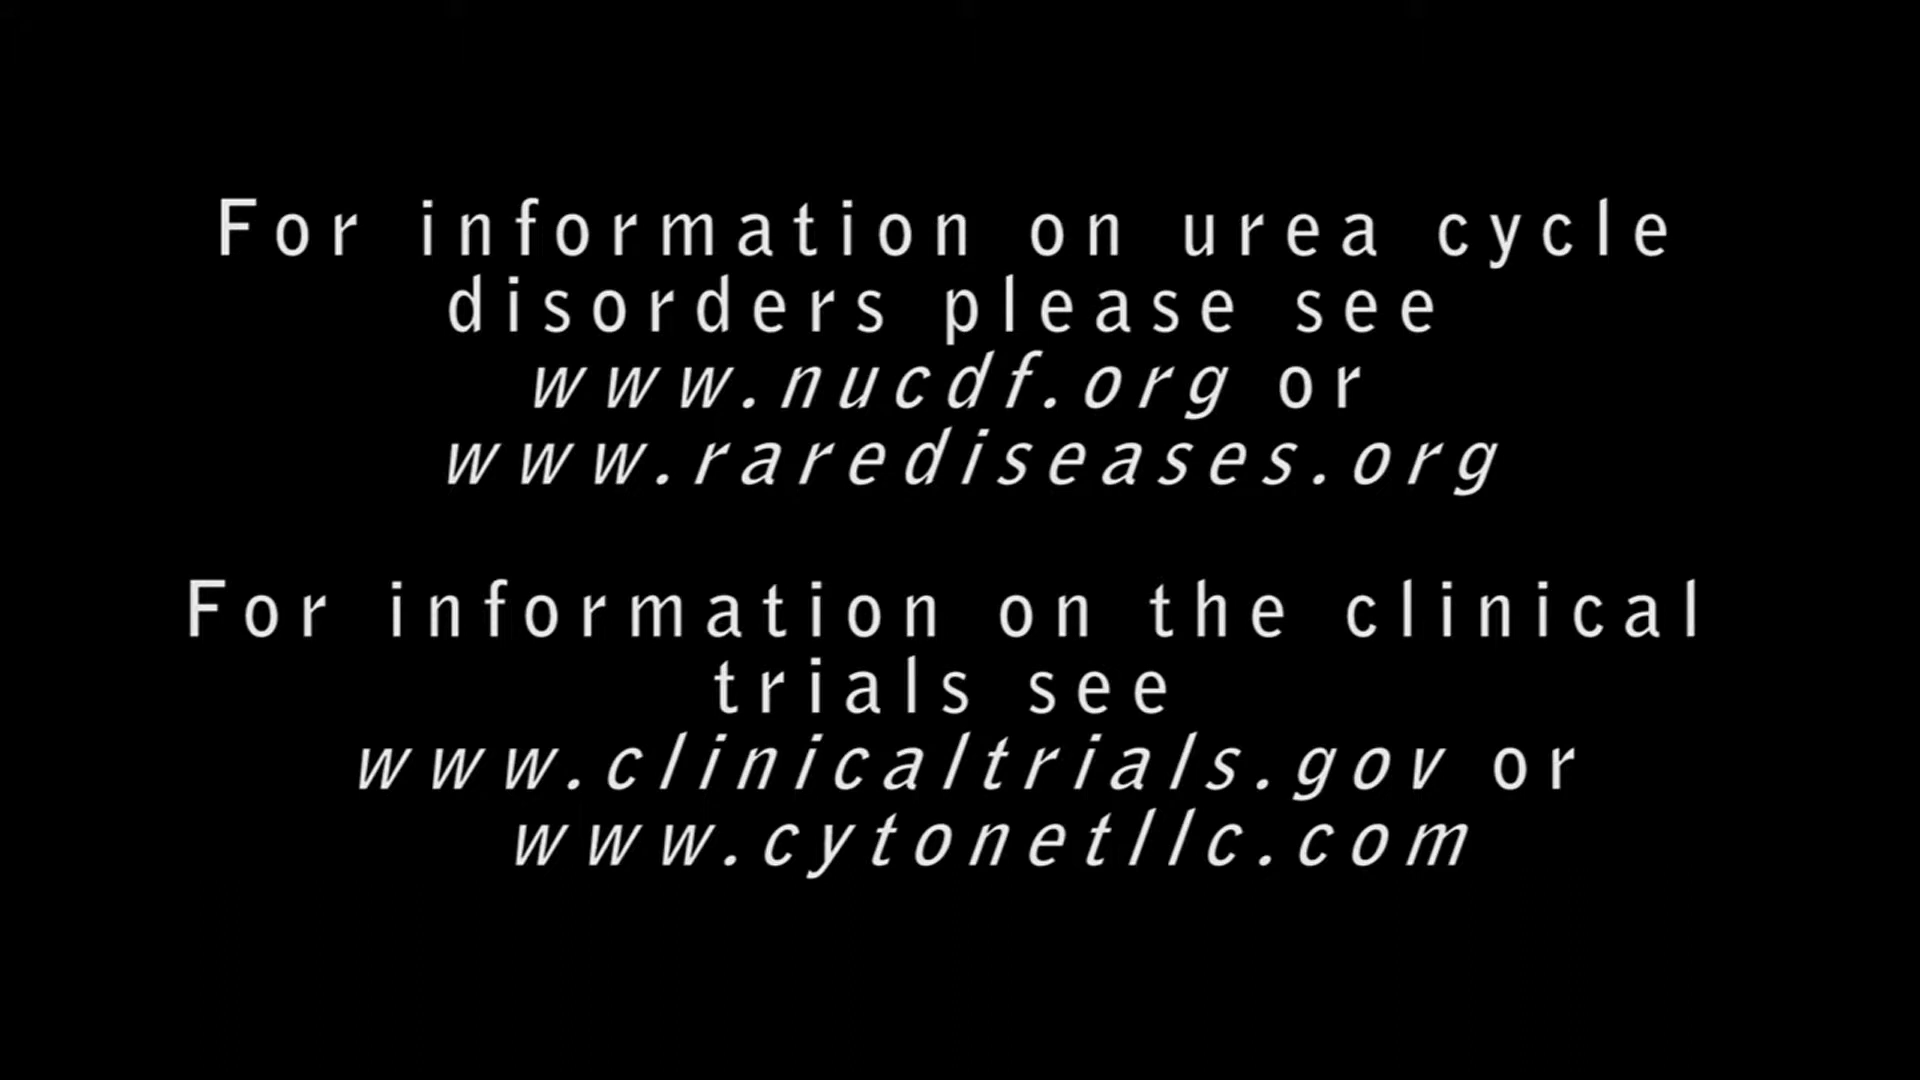 For information on urea cycle
disorders please see
www.nucdf.org or
www.rarediseases.org
For information on the clinical
trials see
www.clinicaltrials.gov or
www.cytonetllc.com